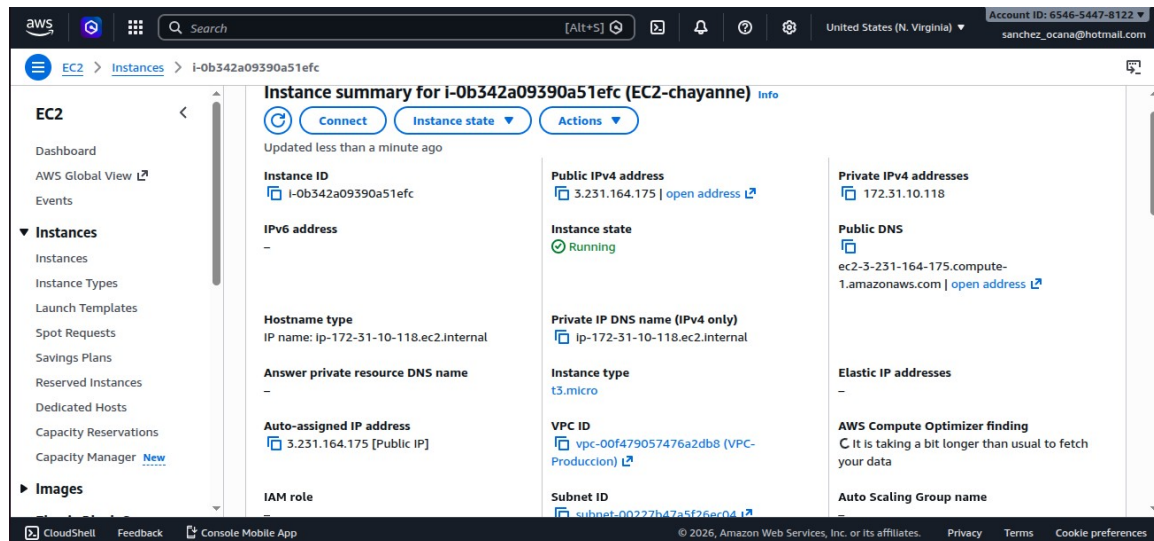 aws
Search
[Alt+S]
United States (N. Virginia)
Account ID: 6546-5447-8122
sanchez_ocana@hotmail.com
EC2 > Instances > i-0b342a09390a51efc
EC2
Dashboard
AWS Global View
Events
Instances
Instances
Instance Types
Launch Templates
Spot Requests
Savings Plans
Reserved Instances
Dedicated Hosts
Capacity Reservations
Capacity Manager New
Images
Instance summary for i-0b342a09390a51efc (EC2-chayanne) Info
Connect
Instance state
Actions
Updated less than a minute ago
Instance ID
i-0b342a09390a51efc
Public IPv4 address
3.231.164.175 | open address
Private IPv4 addresses
172.31.10.118
IPv6 address
–
Instance state
Running
Public DNS
ec2-3-231-164-175.compute-
1.amazonaws.com | open address
Hostname type
IP name: ip-172-31-10-118.ec2.internal
Private IP DNS name (IPv4 only)
ip-172-31-10-118.ec2.internal
Answer private resource DNS name
–
Instance type
t3.micro
Elastic IP addresses
–
Auto-assigned IP address
3.231.164.175 [Public IP]
VPC ID
vpc-00f479057476a2db8 (VPC-
Produccion)
AWS Compute Optimizer finding
It is taking a bit longer than usual to fetch
your data
IAM role
–
Subnet ID
subnet-00227b47a5f26ec04
Auto Scaling Group name
–
CloudShell
Feedback
Console Mobile App
© 2026, Amazon Web Services, Inc. or its affiliates.
Privacy
Terms
Cookie preferences